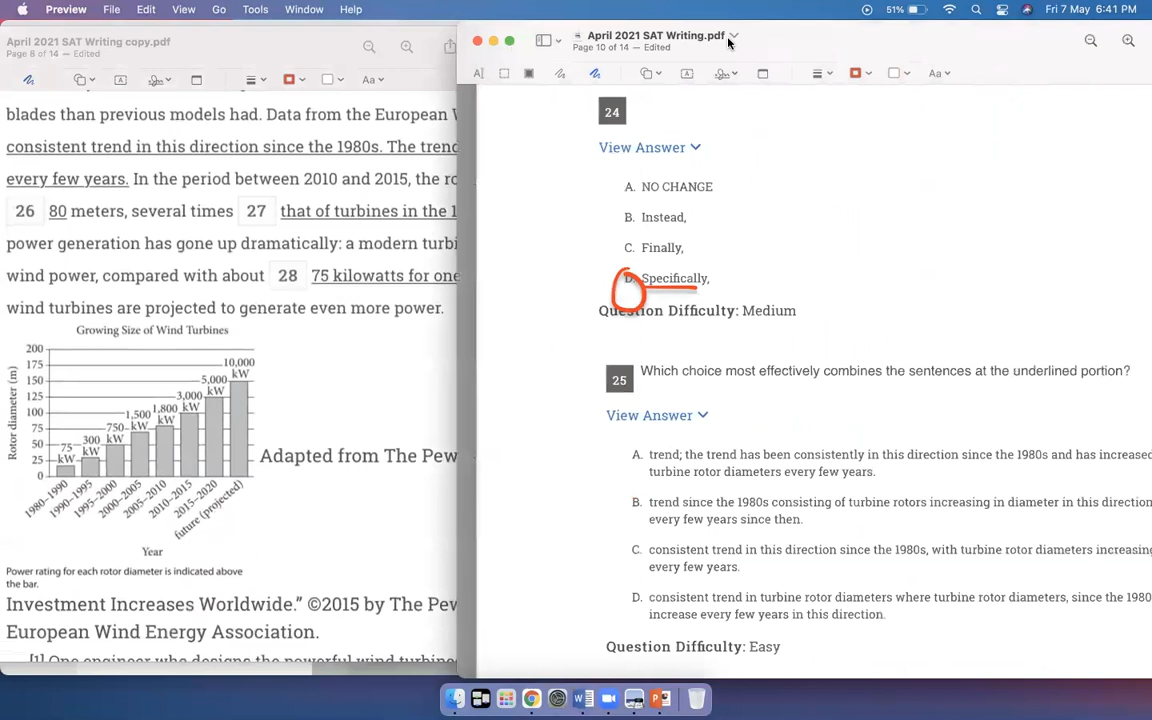 Preview File Edit View Go Tools Window Help
51% Fri 7 May 6:41 PM
April 2021 SAT Writing copy.pdf
Page 8 of 14 — Edited
Aa
blades than previous models had. Data from the European
consistent trend in this direction since the 1980s. The tren
every few years. In the period between 2010 and 2015, the ro
26 80 meters, several times 27 that of turbines in the 1
power generation has gone up dramatically: a modern turbi
wind power, compared with about 28 75 kilowatts for one
wind turbines are projected to generate even more power.
Growing Size of Wind Turbines
Rotor diameter (m)
200
175
150
125
100
75
50
25
0
75 kW
300 kW
750 kW
1,500 kW
1,800 kW
3,000 kW
5,000 kW
10,000 kW
1980–1990
1990–1995
1995–2000
2000–2005
2005–2010
2010–2015
2015–2020
future (projected)
Year
Adapted from The Pew
Power rating for each rotor diameter is indicated above
the bar.
Investment Increases Worldwide.” ©2015 by The Pew
European Wind Energy Association.
[1] One engineer who designs the powerful wind turbine
April 2021 SAT Writing.pdf
Page 10 of 14 — Edited
A
Aa
24
View Answer
A. NO CHANGE
B. Instead,
C. Finally,
D. Specifically,
Question Difficulty: Medium
25 Which choice most effectively combines the sentences at the underlined portion?
View Answer
A. trend; the trend has been consistently in this direction since the 1980s and has increased
turbine rotor diameters every few years.
B. trend since the 1980s consisting of turbine rotors increasing in diameter in this direction
every few years since then.
C. consistent trend in this direction since the 1980s, with turbine rotor diameters increasing
every few years.
D. consistent trend in turbine rotor diameters where turbine rotor diameters, since the 1980
increase every few years in this direction.
Question Difficulty: Easy